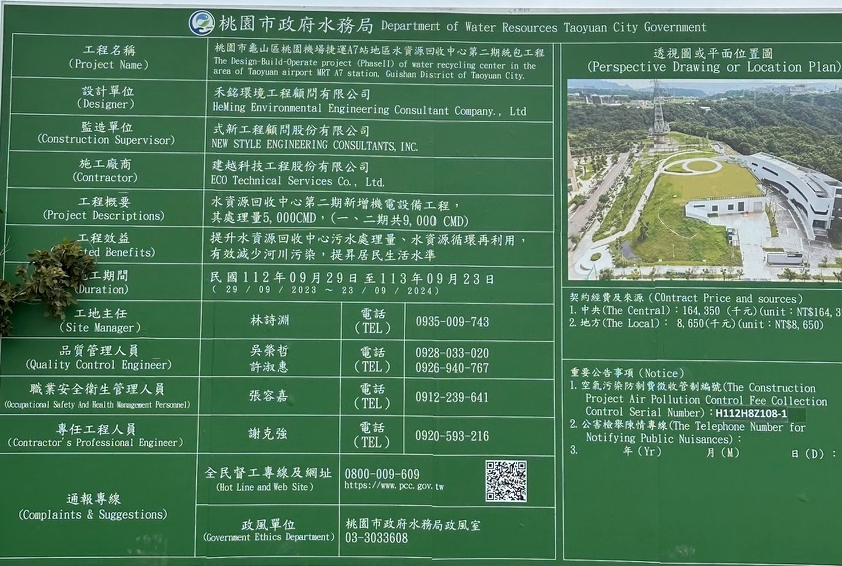 桃園市政府水務局 Department of Water Resources Taoyuan City Government
工程名稱
(Project Name)
桃園市龜山區桃園機場捷運A7站地區水資源回收中心第二期統包工程
The Design-Build-Operate project (PhaseII) of water recycling center in the
area of Taoyuan airport MRT A7 station, Guishan District of Taoyuan City.
設計單位
(Designer)
禾銘環境工程顧問有限公司
HeMing Environmental Engineering Consultant Company., Ltd
監造單位
(Construction Supervisor)
式新工程顧問股份有限公司
NEW STYLE ENGINEERING CONSULTANTS, INC.
施工廠商
(Contractor)
建越科技工程股份有限公司
ECO Technical Services Co., Ltd.
工程概要
(Project Descriptions)
水資源回收中心第二期新增機電設備工程,
其處理量5,000CMD,(一、二期共9,000 CMD)
工程效益
ted Benefits)
提升水資源回收中心污水處理量、水資源循環再利用,
有效減少河川污染,提昇居民生活水準
工期間
Duration)
民國112年09月29日至113年09月23日
( 29 / 09 / 2023 ~ 23 / 09 / 2024)
工地主任
(Site Manager)
林詩淵
電話
(TEL)
0935-009-743
品質管理人員
(Quality Control Engineer)
吳榮哲
許淑惠
電話
(TEL)
0928-033-020
0926-940-767
職業安全衛生管理人員
(Occupational Safety And Health Management Personnel)
張容嘉
電話
(TEL)
0912-239-641
專任工程人員
(Contractor's Professional Engineer)
謝克強
電話
(TEL)
0920-593-216
通報專線
(Complaints & Suggestions)
全民督工專線及網址
(Hot Line and Web Site)
0800-009-609
https://www.pcc.gov.tw
政風單位
(Government Ethics Department)
桃園市政府水務局政風室
03-3033608
透視圖或平面位置圖
(Perspective Drawing or Location Plan)
契約經費及來源 (COntract Price and sources)
1. 中央(The Central): 164,350 (千元)(unit: NT$164,3
2. 地方(The Local): 8,650(千元)(unit: NT$8,650)
重要公告事項 (Notice)
1. 空氣污染防制費徵收管制編號(The Construction
Project Air Pollution Control Fee Collection
Control Serial Number): H112H8Z108-1
2. 公害檢舉陳情專線(The Telephone Number for
Notifying Public Nuisances):
3. 年(Yr) 月(M) 日(D):